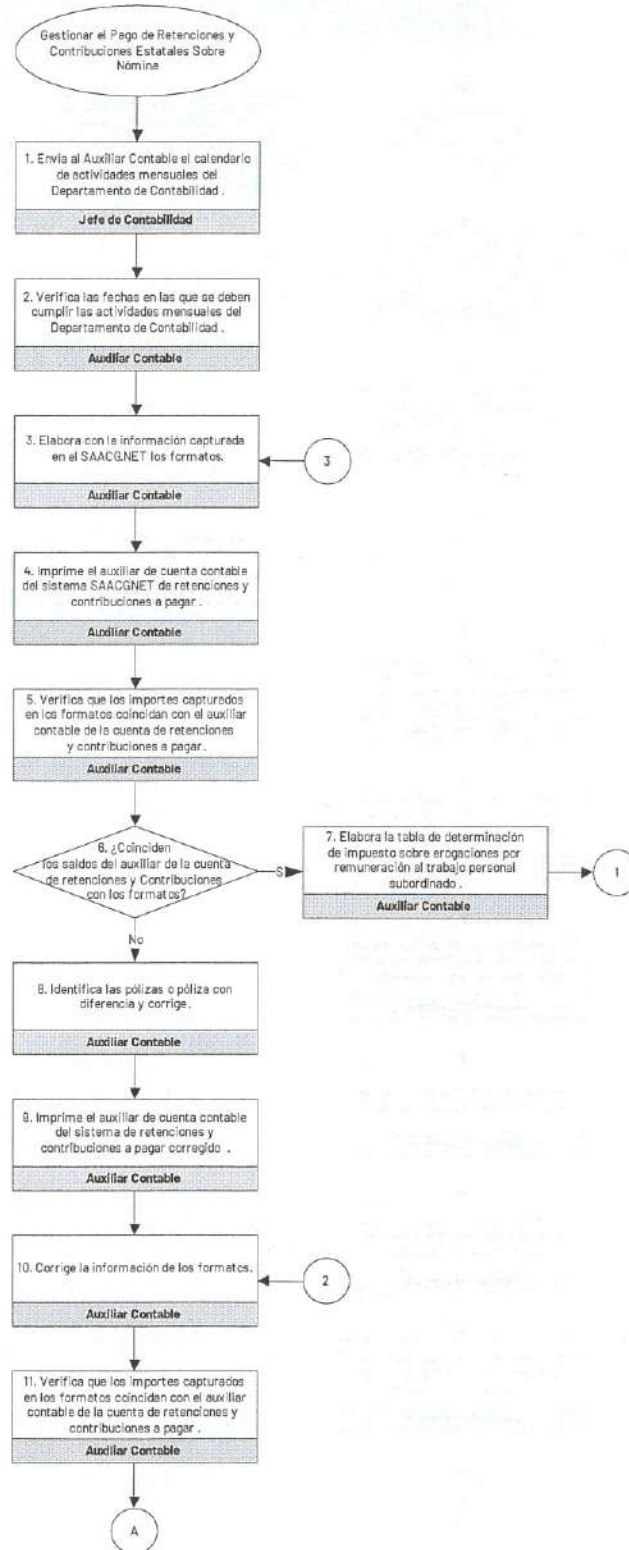 Gestionar el Pago de Retenciones y
Contribuciones Estatales Sobre
Nómina
1. Envia al Auxiliar Contable el calendario
de actividades mensuales del
Departamento de Contabilidad .
Jefe de Contabilidad
2. Verifica las fechas en las que se deben
cumplir las actividades mensuales del
Departamento de Contabilidad .
Auxiliar Contable
3. Elabora con la información capturada
en el SAACG.NET los formatos.
Auxiliar Contable
3
4. Imprime el auxiliar de cuenta contable
del sistema SAACGNET de retenciones y
contribuciones a pagar .
Auxiliar Contable
5. Verifica que los importes capturados
en los formatos coincidan con el auxiliar
contable de la cuenta de retenciones
y contribuciones a pagar .
Auxiliar Contable
6. ¿Coinciden
los saldos del auxiliar de la cuenta
de retenciones y Contribuciones
con los formatos?
S
7. Elabora la tabla de determinación
de impuesto sobre erogaciones por
remuneración al trabajo personal
subordinado .
Auxiliar Contable
1
No
8. Identifica las pólizas o póliza con
diferencia y corrige .
Auxiliar Contable
9. Imprime el auxiliar de cuenta contable
del sistema de retenciones y
contribuciones a pagar corregido .
Auxiliar Contable
10. Corrige la información de los formatos.
Auxiliar Contable
2
11. Verifica que los importes capturados
en los formatos coincidan con el auxiliar
contable de la cuenta de retenciones y
contribuciones a pagar .
Auxiliar Contable
A